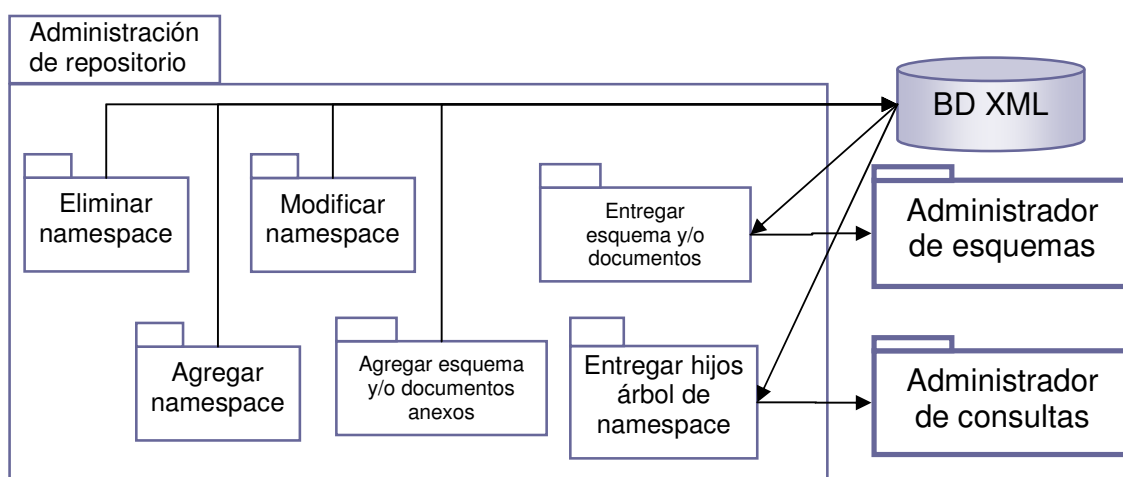 Administración
de repositorio
BD XML
Eliminar
namespace
Modificar
namespace
Entregar
esquema y/o
documentos
Administrador
de esquemas
Agregar
namespace
Agregar esquema
y/o documentos
anexos
Entregar hijos
árbol de
namespace
Administrador
de consultas